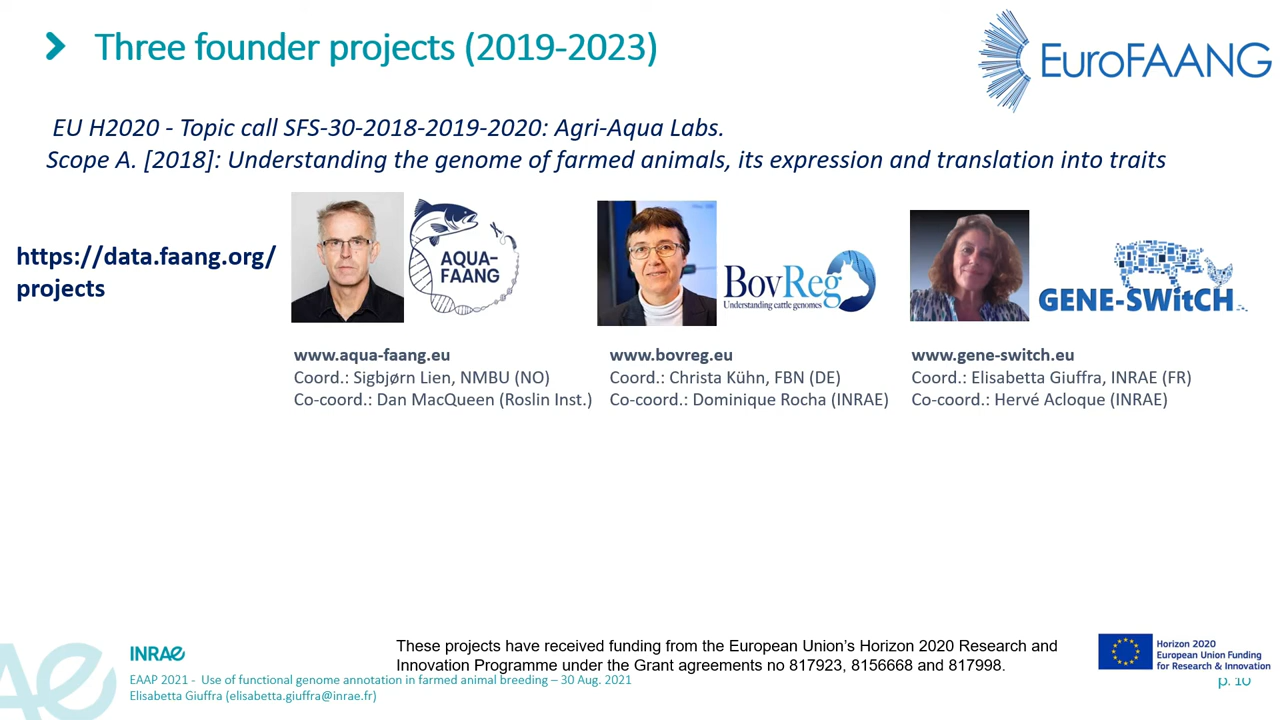 Three founder projects (2019-2023)
EuroFAANG
EU H2020 - Topic call SFS-30-2018-2019-2020: Agri-Aqua Labs.
Scope A. [2018]: Understanding the genome of farmed animals, its expression and translation into traits
https://data.faang.org/
projects
AQUA-
FAANG
BovReg
Understanding cattle genomes
GENE-SWitCH
www.aqua-faang.eu
Coord.: Sigbjørn Lien, NMBU (NO)
Co-coord.: Dan MacQueen (Roslin Inst.)
www.bovreg.eu
Coord.: Christa Kühn, FBN (DE)
Co-coord.: Dominique Rocha (INRAE)
www.gene-switch.eu
Coord.: Elisabetta Giuffra, INRAE (FR)
Co-coord.: Hervé Acloque (INRAE)
These projects have received funding from the European Union’s Horizon 2020 Research and
Innovation Programme under the Grant agreements no 817923, 8156668 and 817998.
Horizon 2020
European Union Funding
for Research & Innovation
INRAE
EAAP 2021 - Use of functional genome annotation in farmed animal breeding – 30 Aug. 2021
Elisabetta Giuffra (elisabetta.giuffra@inrae.fr)
p. 10